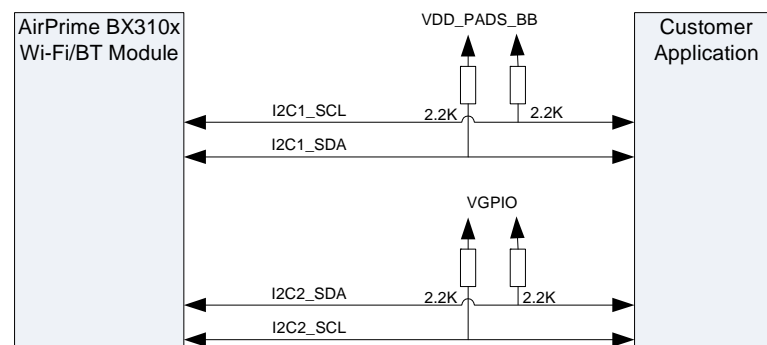 AirPrime BX310x
Wi-Fi/BT Module
VDD_PADS_BB
Customer
Application
I2C1_SCL
2.2K
2.2K
I2C1_SDA
VGPIO
I2C2_SDA
2.2K
2.2K
I2C2_SCL